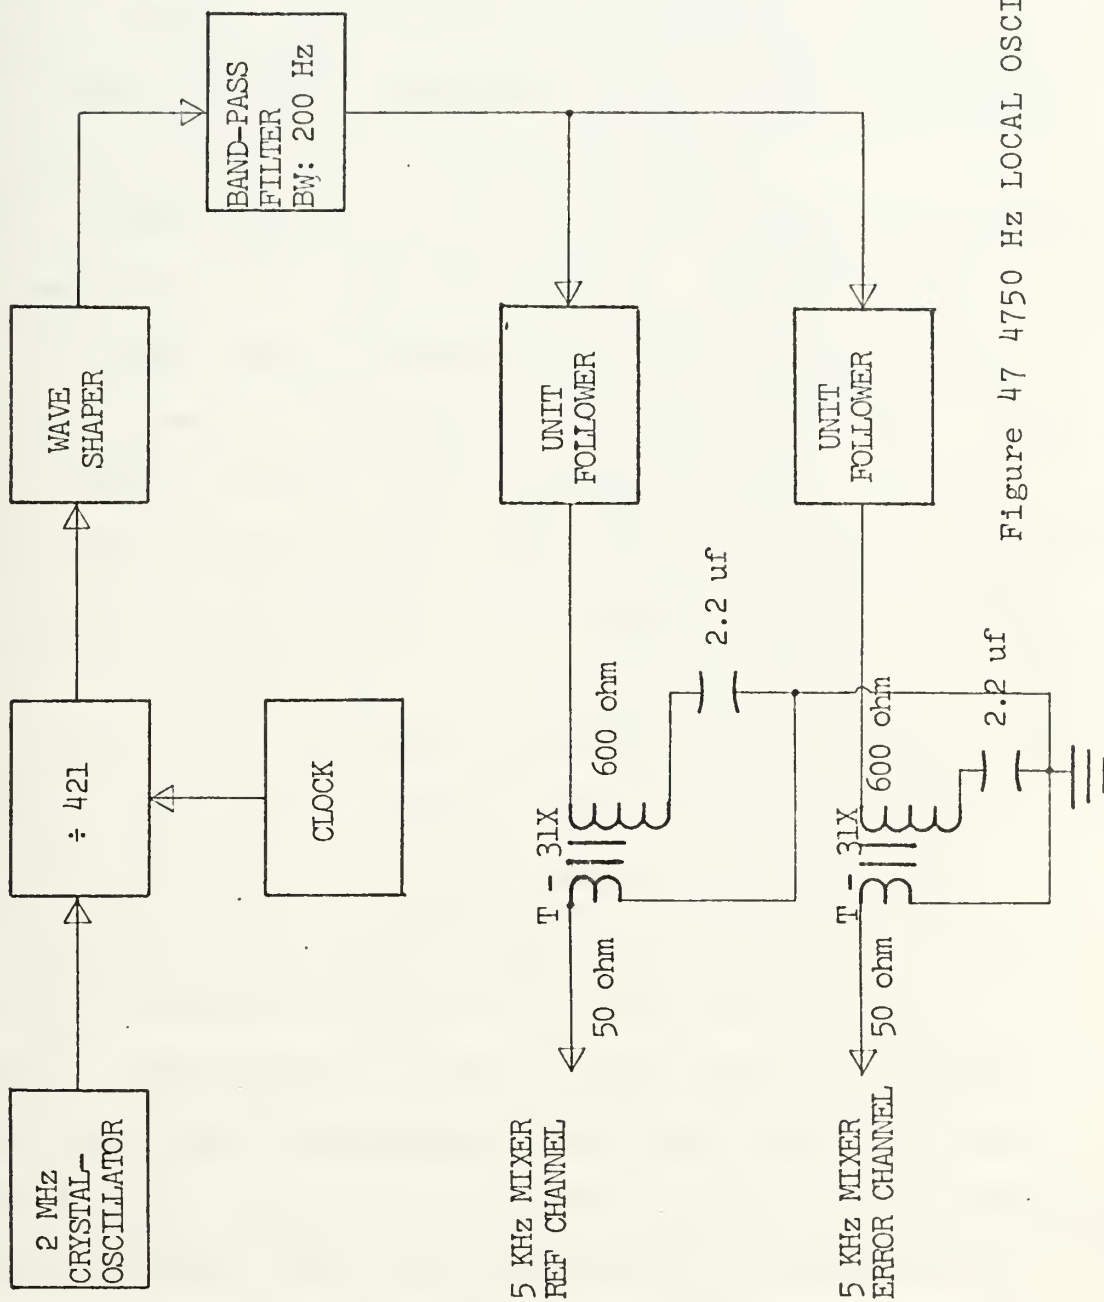 2 MHz
CRYSTAL-
OSCILLATOR
÷ 421
CLOCK
WAVE
SHAPER
BAND-PASS
FILTER
BW: 200 Hz
UNIT
FOLLOWER
UNIT
FOLLOWER
5 KHz MIXER
REF CHANNEL
50 ohm
T - 31X
600 ohm
2.2 uf
5 KHz MIXER
ERROR CHANNEL
50 ohm
T - 31X
600 ohm
2.2 uf
Figure 47 4750 Hz LOCAL OSCI